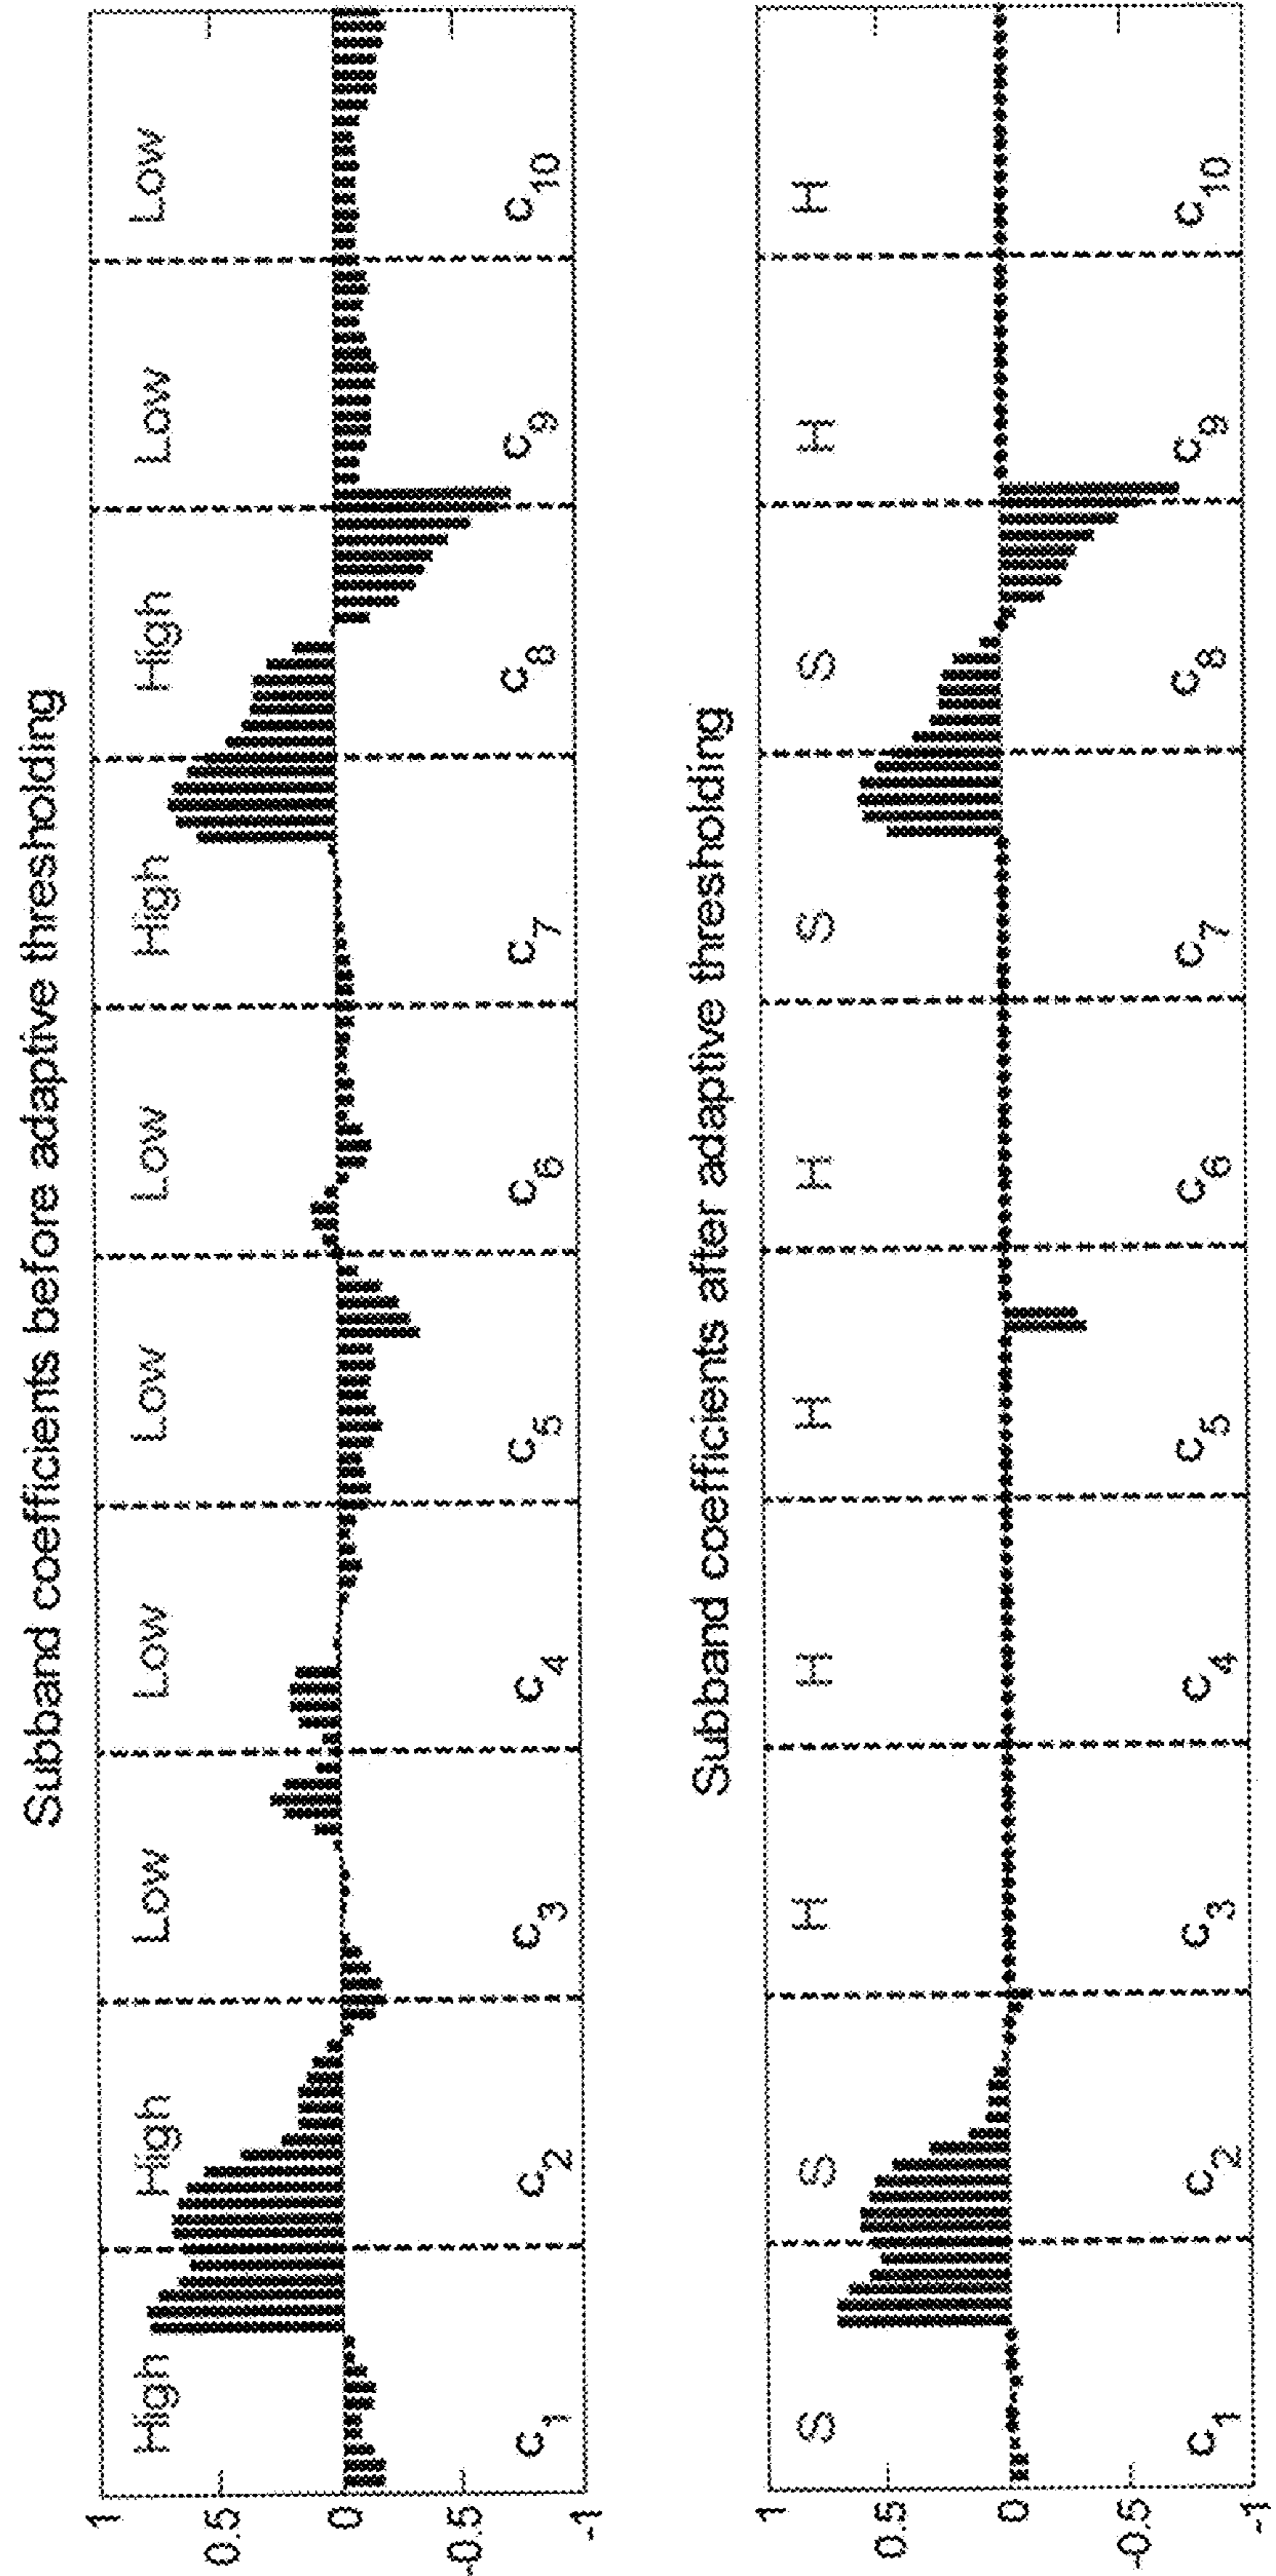 Subband coefficients before adaptive thresholding
1
0.5
0
-0.5
-1
High High Low Low Low Low High High Low Low
c1 c2 c3 c4 c5 c6 c7 c8 c9 c10
Subband coefficients after adaptive thresholding
1
0.5
0
-0.5
-1
S S H H H H S S H H
c1 c2 c3 c4 c5 c6 c7 c8 c9 c10